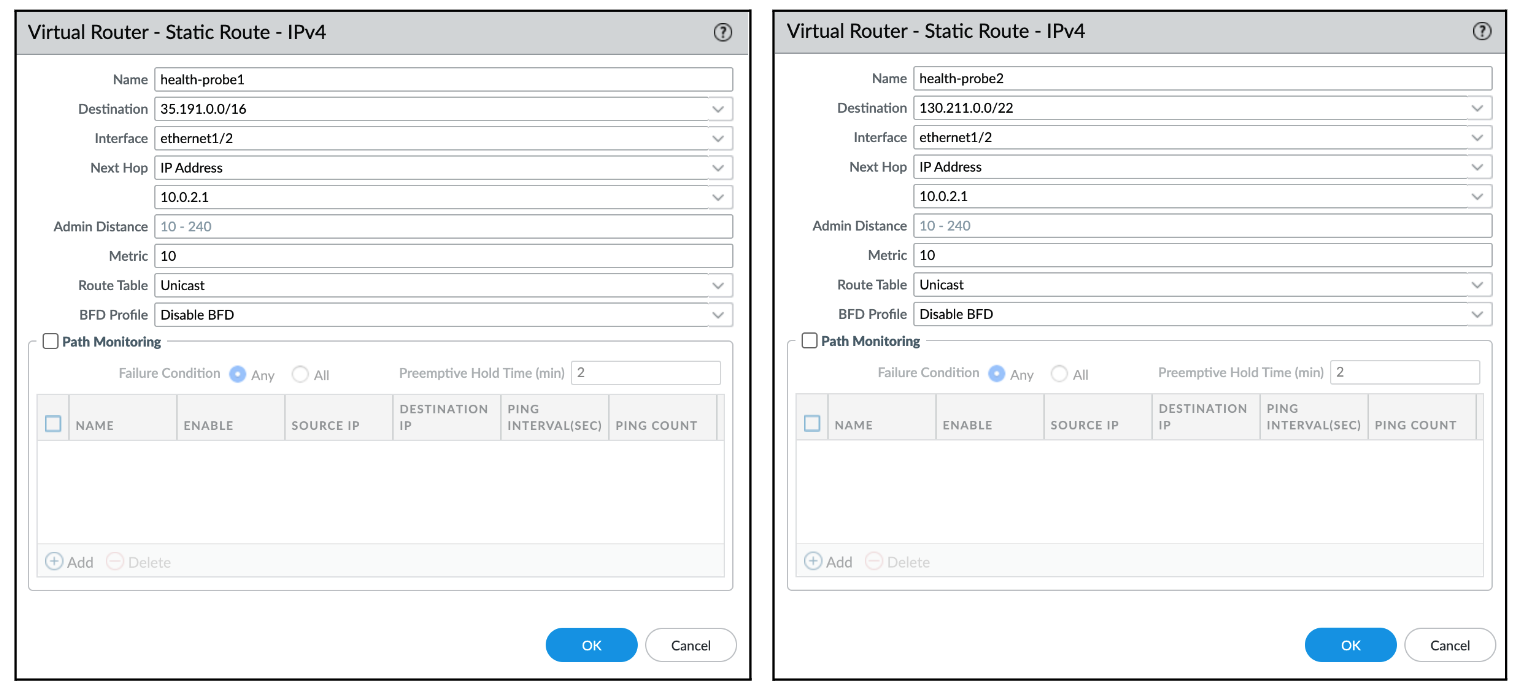 Virtual Router - Static Route - IPv4
Name health-probe1
Destination 35.191.0.0/16
Interface ethernet1/2
Next Hop IP Address
10.0.2.1
Admin Distance 10 - 240
Metric 10
Route Table Unicast
BFD Profile Disable BFD
Path Monitoring
Failure Condition Any All Preemptive Hold Time (min) 2
NAME ENABLE SOURCE IP DESTINATION IP PING INTERVAL(SEC) PING COUNT
Add Delete
OK Cancel
Virtual Router - Static Route - IPv4
Name health-probe2
Destination 130.211.0.0/22
Interface ethernet1/2
Next Hop IP Address
10.0.2.1
Admin Distance 10 - 240
Metric 10
Route Table Unicast
BFD Profile Disable BFD
Path Monitoring
Failure Condition Any All Preemptive Hold Time (min) 2
NAME ENABLE SOURCE IP DESTINATION IP PING INTERVAL(SEC) PING COUNT
Add Delete
OK Cancel